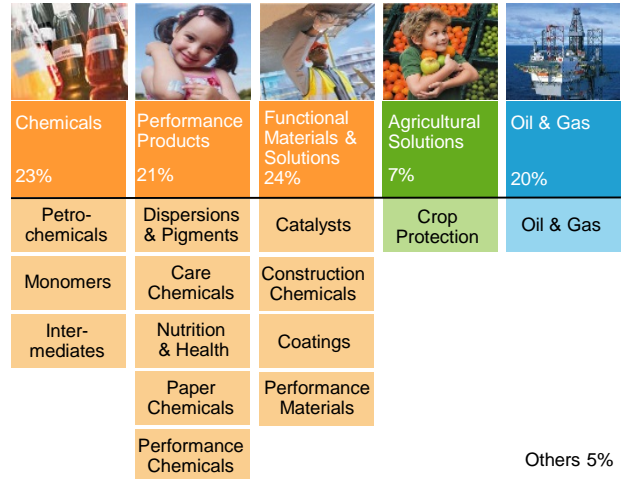 Chemicals
23%
Performance
Products
21%
Functional
Materials &
Solutions
24%
Agricultural
Solutions
7%
Oil & Gas
20%
Petro-
chemicals
Monomers
Inter-
mediates
Dispersions
& Pigments
Care
Chemicals
Nutrition
& Health
Paper
Chemicals
Performance
Chemicals
Catalysts
Construction
Chemicals
Coatings
Performance
Materials
Crop
Protection
Oil & Gas
Others 5%